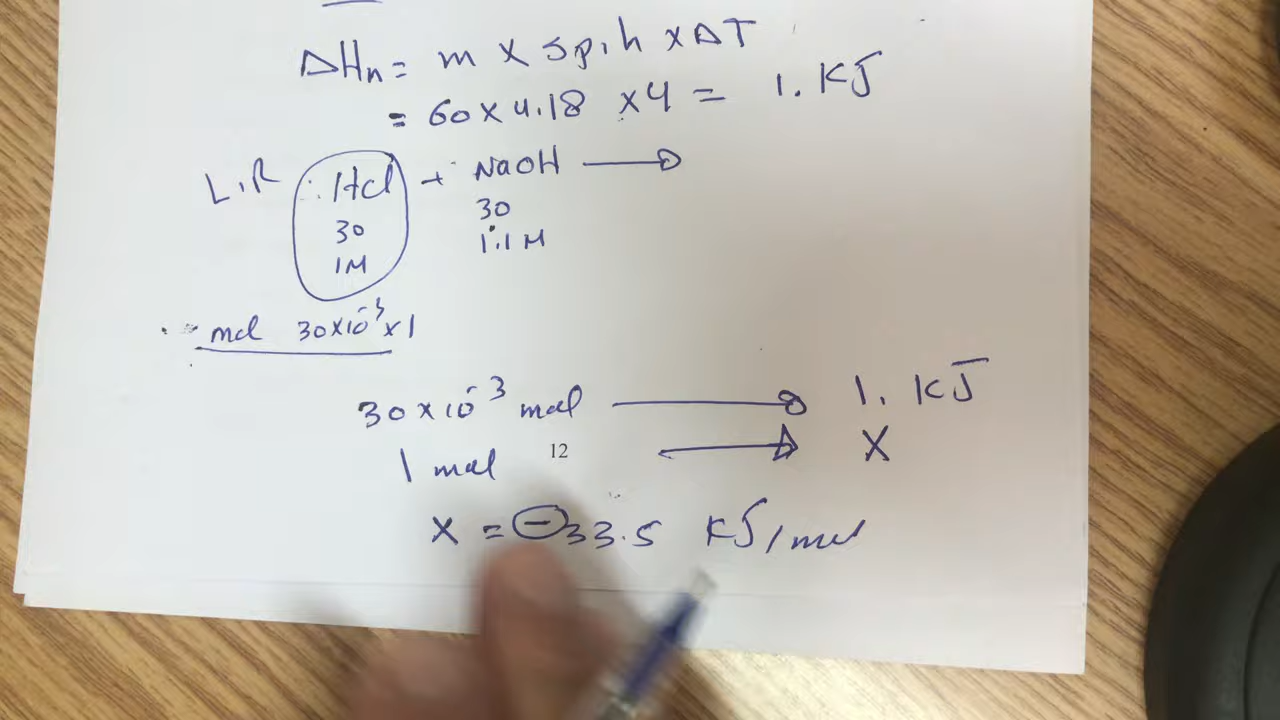 ΔHn = m x sp.h x ΔT
= 60 x 4.18 x 4 = 1. KJ
L.R HCl + NaOH →
30 30
1M 1.1 M
mol 30x10⁻³x1
30x10⁻³ mol → 1. KJ
1 mol 12 → X
X = -33.5 KJ/mol